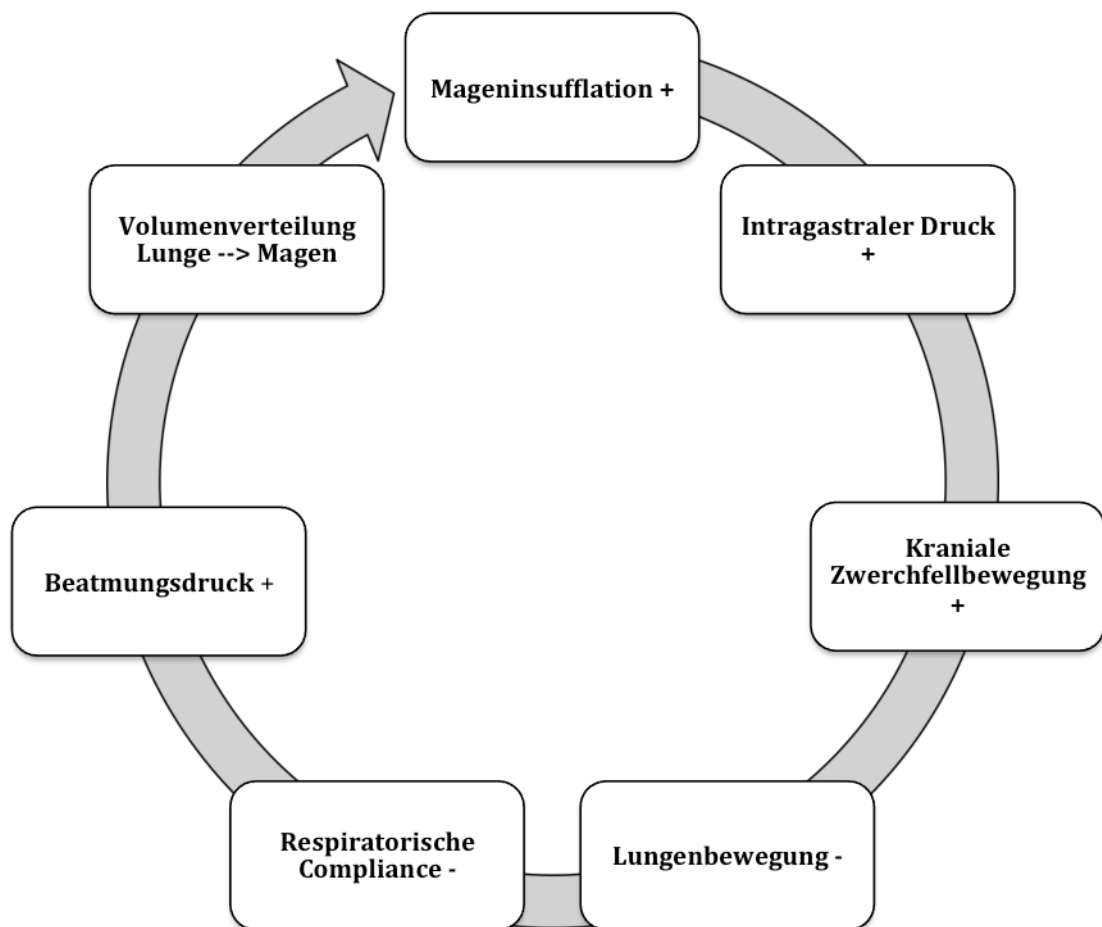 Mageninsufflation +
Intragastraler Druck
+
Kraniale
Zwerchfellbewegung
+
Lungenbewegung -
Respiratorische
Compliance -
Beatmungsdruck +
Volumenverteilung
Lunge --> Magen